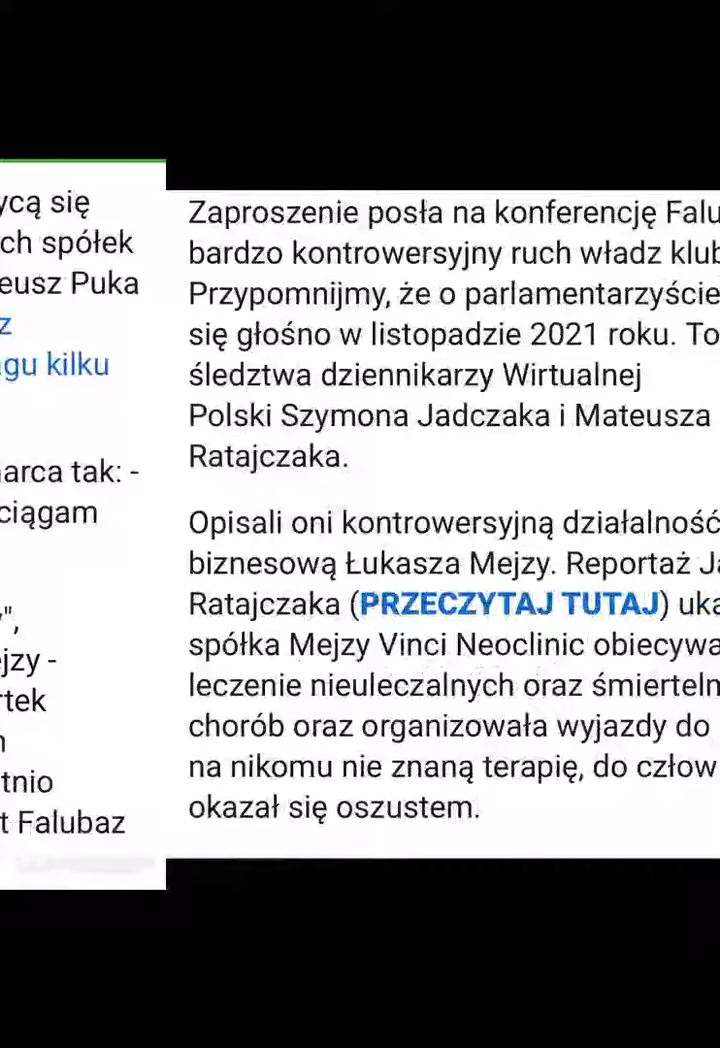 ycą się
ch spółek
eusz Puka
z
gu kilku
arca tak: -
ciągam
",
jzy -
tek
tnio
t Falubaz
Zaproszenie posła na konferencję Falu
bardzo kontrowersyjny ruch władz klub
Przypomnijmy, że o parlamentarzyście
się głośno w listopadzie 2021 roku. To
śledztwa dziennikarzy Wirtualnej
Polski Szymona Jadczaka i Mateusza
Ratajczaka.
Opisali oni kontrowersyjną działalność
biznesową Łukasza Mejzy. Reportaż Ja
Ratajczaka (PRZECZYTAJ TUTAJ) uka
spółka Mejzy Vinci Neoclinic obiecywa
leczenie nieuleczalnych oraz śmierteln
chorób oraz organizowała wyjazdy do
na nikomu nie znaną terapię, do człow
okazał się oszustem.